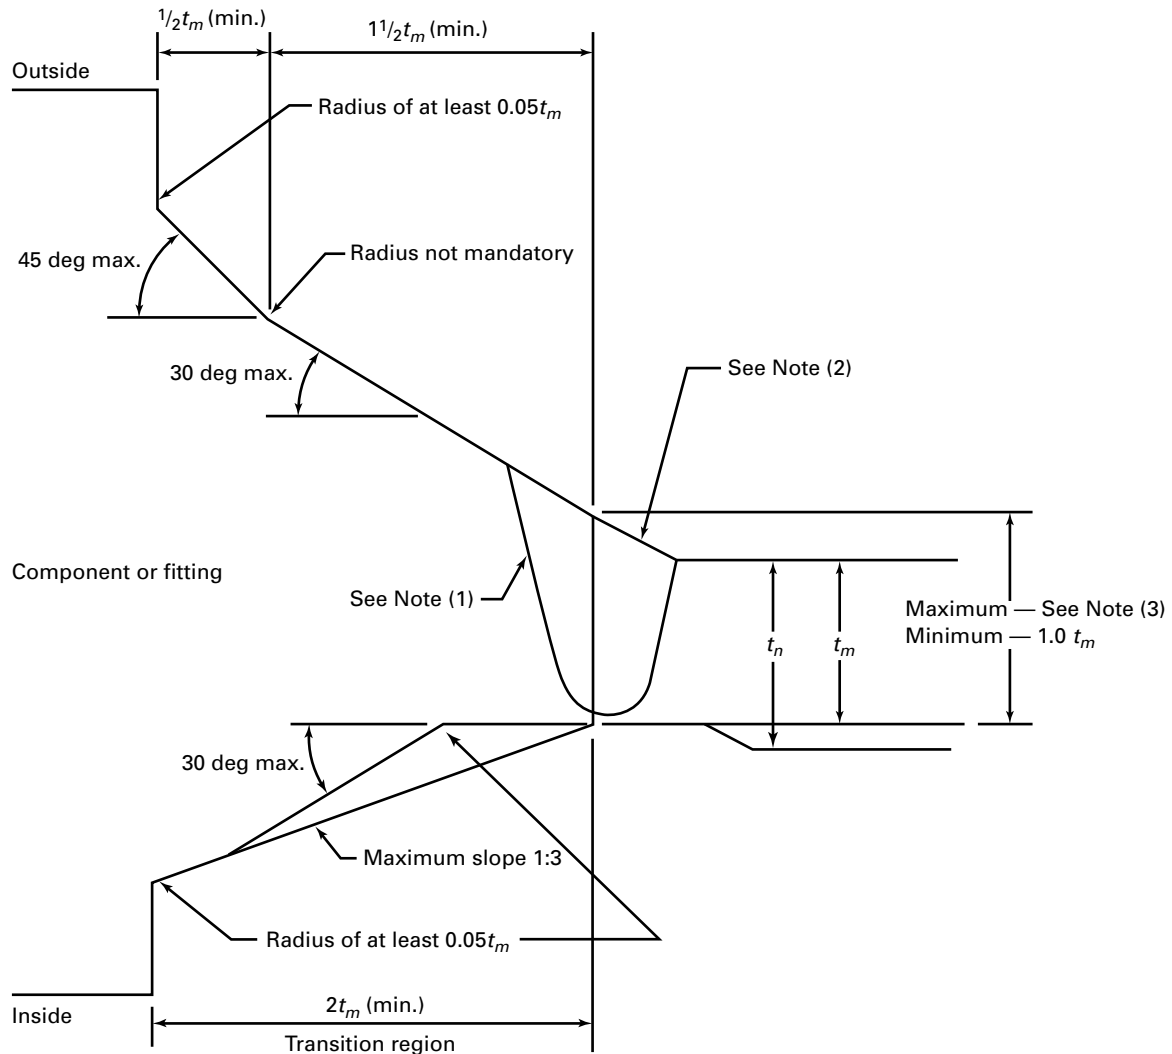 ½tₘ (min.)
1½tₘ (min.)
Outside
Radius of at least 0.05tₘ
45 deg max.
Radius not mandatory
30 deg max.
See Note (2)
Component or fitting
See Note (1)
tₙ
tₘ
Maximum — See Note (3)
Minimum — 1.0 tₘ
30 deg max.
Maximum slope 1:3
Radius of at least 0.05tₘ
Inside
2tₘ (min.)
Transition region